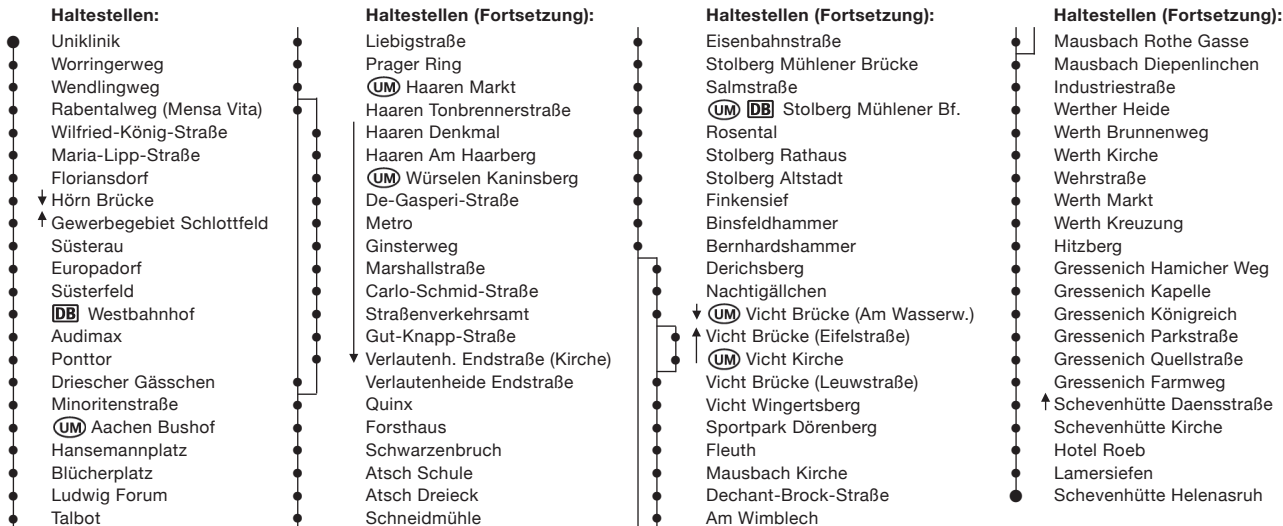 Haltestellen:
Uniklinik
Worringerweg
Wendlingweg
Rabentalweg (Mensa Vita)
Wilfried-König-Straße
Maria-Lipp-Straße
Floriansdorf
Hörn Brücke
Gewerbegebiet Schlottfeld
Süsterau
Europadorf
Süsterfeld
DB Westbahnhof
Audimax
Ponttor
Driescher Gässchen
Minoritenstraße
UM Aachen Bushof
Hansemannplatz
Blücherplatz
Ludwig Forum
Talbot
Haltestellen (Fortsetzung):
Liebigstraße
Prager Ring
UM Haaren Markt
Haaren Tonbrennerstraße
Haaren Denkmal
Haaren Am Haarberg
UM Würselen Kaninsberg
De-Gasperi-Straße
Metro
Ginsterweg
Marshallstraße
Carlo-Schmid-Straße
Straßenverkehrsamt
Gut-Knapp-Straße
Verlautenh. Endstraße (Kirche)
Verlautenheide Endstraße
Quinx
Forsthaus
Schwarzenbruch
Atsch Schule
Atsch Dreieck
Schneidmühle
Haltestellen (Fortsetzung):
Eisenbahnstraße
Stolberg Mühlener Brücke
Salmstraße
UM DB Stolberg Mühlener Bf.
Rosental
Stolberg Rathaus
Stolberg Altstadt
Finkensief
Binsfeldhammer
Bernhardshammer
Derichsberg
Nachtigällchen
UM Vicht Brücke (Am Wasserw.)
Vicht Brücke (Eifelstraße)
UM Vicht Kirche
Vicht Brücke (Leuwstraße)
Vicht Wingertsberg
Sportpark Dörenberg
Fleuth
Mausbach Kirche
Dechant-Brock-Straße
Am Wimblech
Haltestellen (Fortsetzung):
Mausbach Rothe Gasse
Mausbach Diepenlinchen
Industriestraße
Werther Heide
Werth Brunnenweg
Werth Kirche
Wehrstraße
Werth Markt
Werth Kreuzung
Hitzberg
Gressenich Hamicher Weg
Gressenich Kapelle
Gressenich Königreich
Gressenich Parkstraße
Gressenich Quellstraße
Gressenich Farmweg
Schevenhütte Daensstraße
Schevenhütte Kirche
Hotel Roeb
Lamersiefen
Schevenhütte Helenasruh